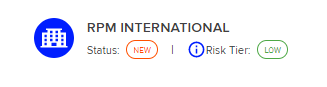 RPM INTERNATIONAL
Status: NEW | Risk Tier: LOW